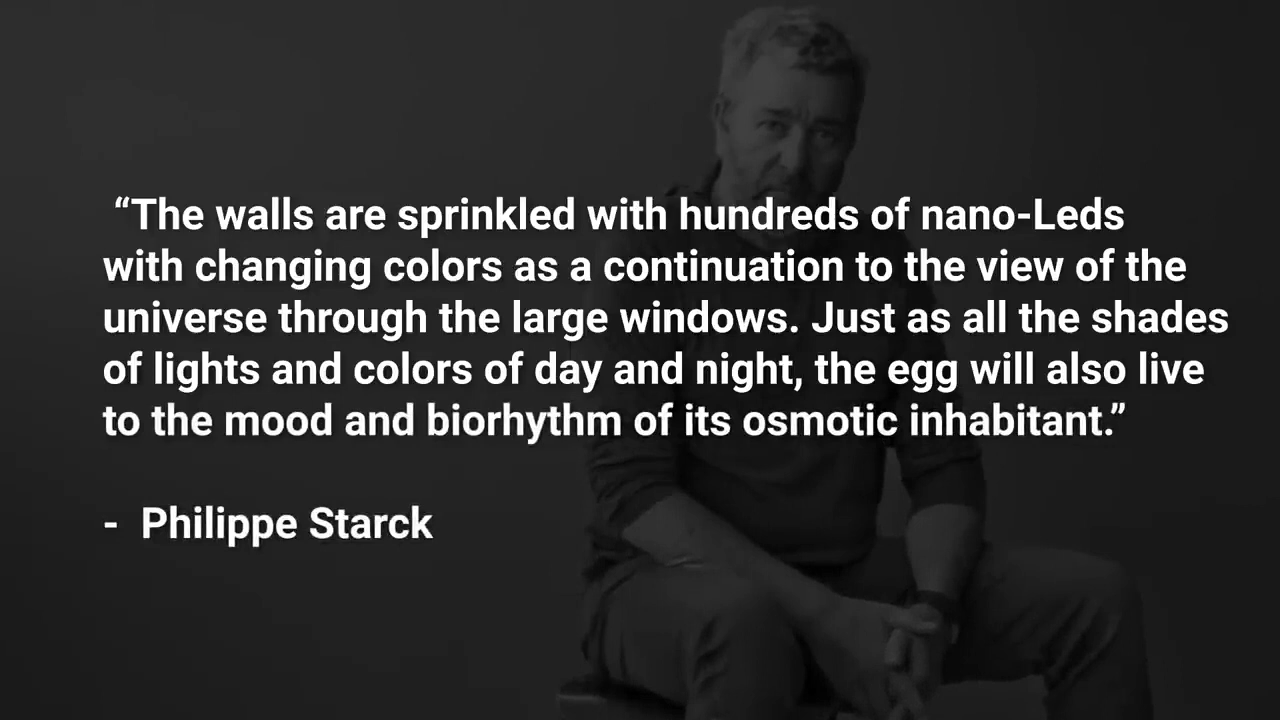 “The walls are sprinkled with hundreds of nano-Leds
with changing colors as a continuation to the view of the
universe through the large windows. Just as all the shades
of lights and colors of day and night, the egg will also live
to the mood and biorhythm of its osmotic inhabitant.”
- Philippe Starck